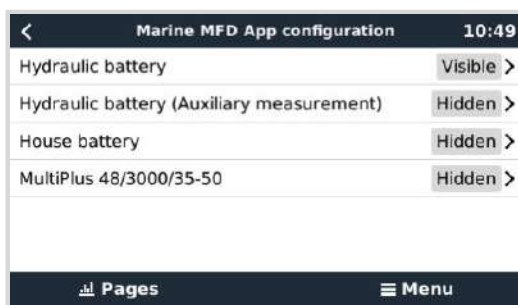 Marine MFD App configuration 10:49
Hydraulic battery Visible
Hydraulic battery (Auxiliary measurement) Hidden
House battery Hidden
MultiPlus 48/3000/35-50 Hidden
Pages Menu